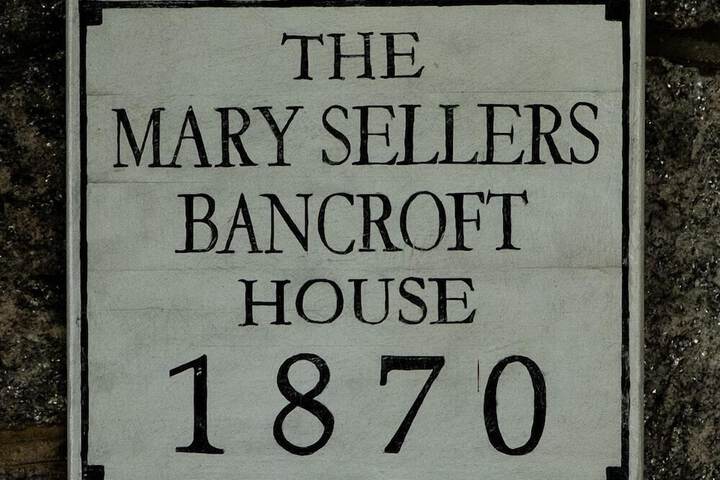 THE
MARY SELLERS
BANCROFT
HOUSE
1870